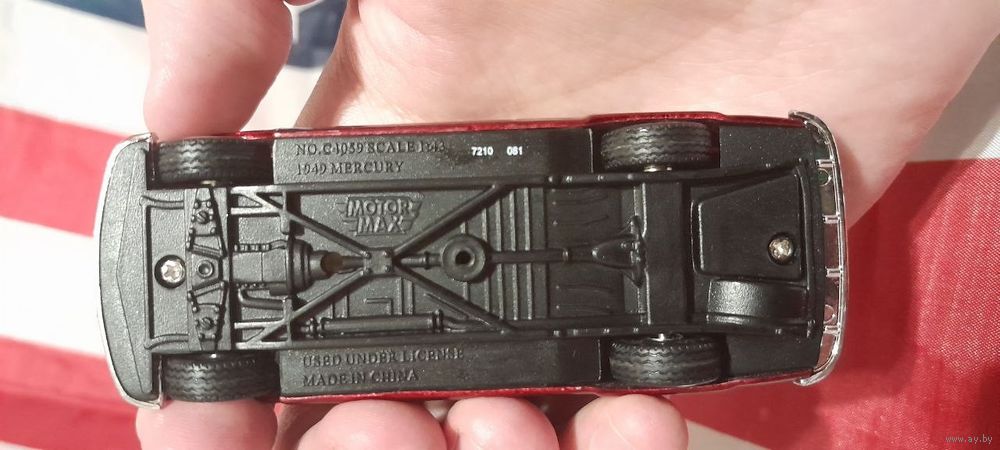 NO. C-1059 SCALE 1:43
7210 081
1949 MERCURY
MOTOR
MAX
USED UNDER LICENSE
MADE IN CHINA
www.ay.by